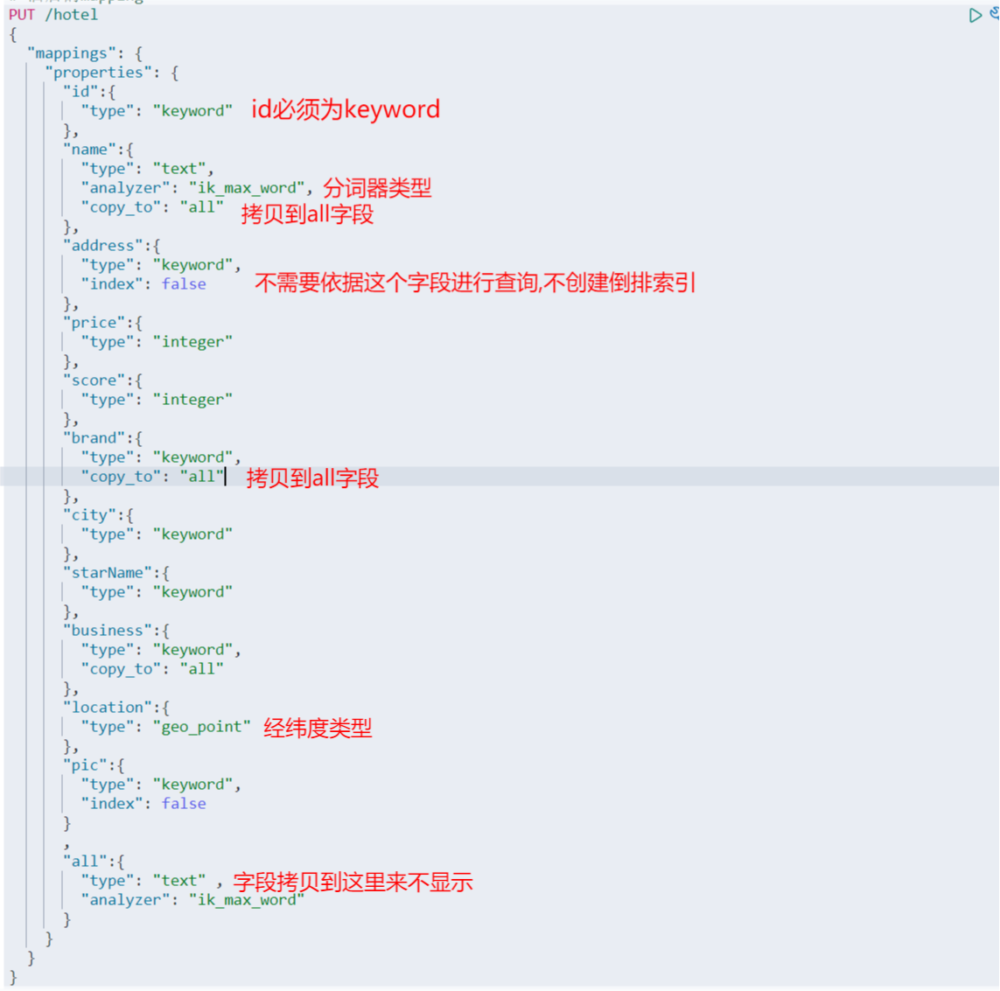 PUT /hotel
{
"mappings": {
"properties": {
"id":{
"type": "keyword" id必须为keyword
},
"name":{
"type": "text",
"analyzer": "ik_max_word", 分词器类型
"copy_to": "all" 拷贝到all字段
},
"address":{
"type": "keyword",
"index": false 不需要依据这个字段进行查询,不创建倒排索引
},
"price":{
"type": "integer"
},
"score":{
"type": "integer"
},
"brand":{
"type": "keyword",
"copy_to": "all" 拷贝到all字段
},
"city":{
"type": "keyword"
},
"starName":{
"type": "keyword"
},
"business":{
"type": "keyword",
"copy_to": "all"
},
"location":{
"type": "geo_point" 经纬度类型
},
"pic":{
"type": "keyword",
"index": false
}
,
"all":{
"type": "text" , 字段拷贝到这里来不显示
"analyzer": "ik_max_word"
}
}
}
}